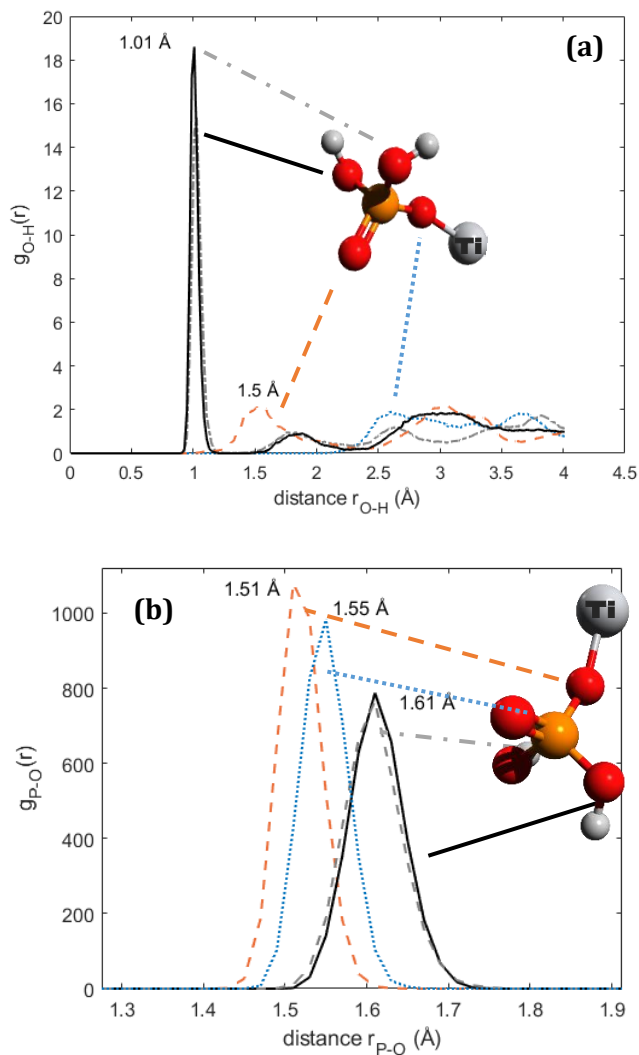 20
18
16
14
12
10
8
6
4
2
0
g_O-H(r)
1.01 Å
(a)
Ti
1.5 Å
0 0.5 1 1.5 2 2.5 3 3.5 4 4.5
distance r_O-H (Å)
1000
800
600
400
200
0
g_P-O(r)
(b)
1.51 Å
1.55 Å
1.61 Å
Ti
1.3 1.4 1.5 1.6 1.7 1.8 1.9
distance r_P-O (Å)